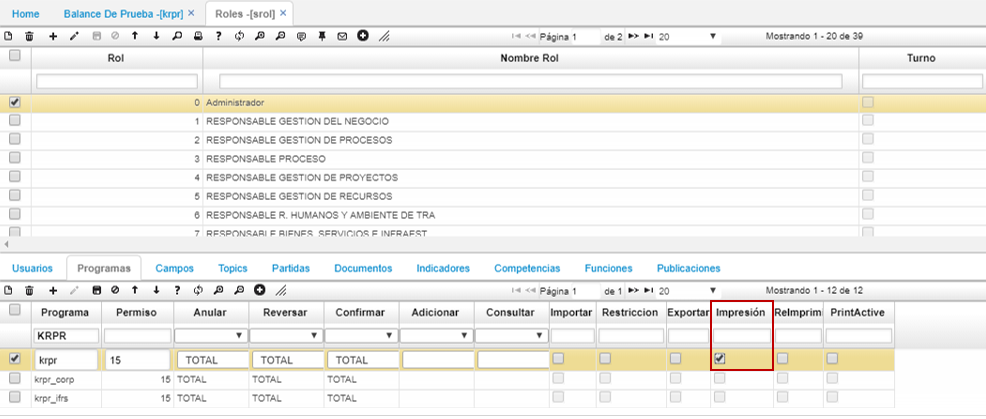 Home Balance De Prueba -[krpr] × Roles -[srol] ×
Página 1 de 2 20 Mostrando 1 - 20 de 39
Rol Nombre Rol Turno
0 Administrador
1 RESPONSABLE GESTION DEL NEGOCIO
2 RESPONSABLE GESTION DE PROCESOS
3 RESPONSABLE PROCESO
4 RESPONSABLE GESTION DE PROYECTOS
5 RESPONSABLE GESTION DE RECURSOS
6 RESPONSABLE R. HUMANOS Y AMBIENTE DE TRA
7 RESPONSABLE BIENES, SERVICIOS E INFRAEST
Usuarios Programas Campos Topics Partidas Documentos Indicadores Competencias Funciones Publicaciones
Página 1 de 1 20 Mostrando 1 - 12 de 12
Programa Permiso Anular Reversar Confirmar Adicionar Consultar Importar Restriccion Exportar Impresión ReImprimi PrintActive
KRPR
krpr 15 TOTAL TOTAL TOTAL
krpr_corp 15 TOTAL TOTAL TOTAL
krpr_ifrs 15 TOTAL TOTAL TOTAL